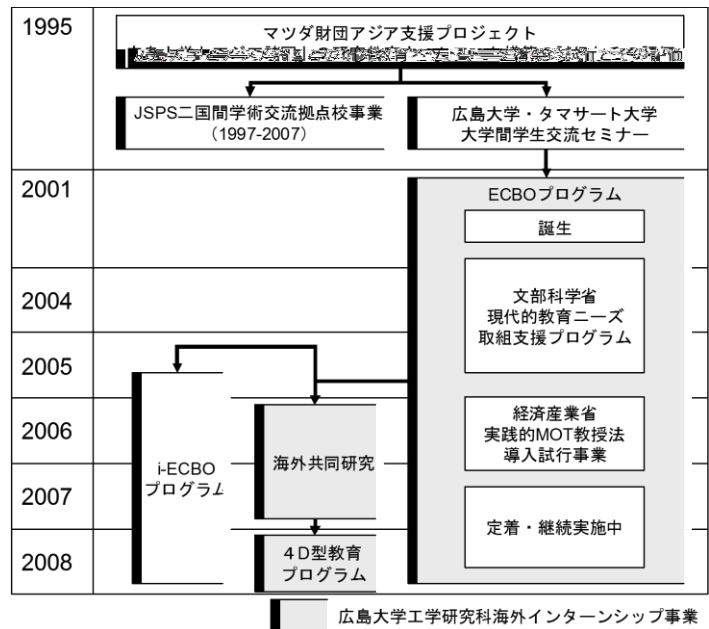 1995
マツダ財団アジア支援プロジェクト
JSPS二国間学術交流拠点校事業
(1997-2007)
広島大学・タマサート大学
大学間学生交流セミナー
2001
ECBOプログラム
誕生
2004
文部科学省
現代的教育ニーズ
取組支援プログラム
2005
2006
経済産業省
実践的MOT教授法
導入試行事業
i-ECBO
プログラム
海外共同研究
2007
定着・継続実施中
2008
４Ｄ型教育
プログラム
広島大学工学研究科海外インターンシップ事業